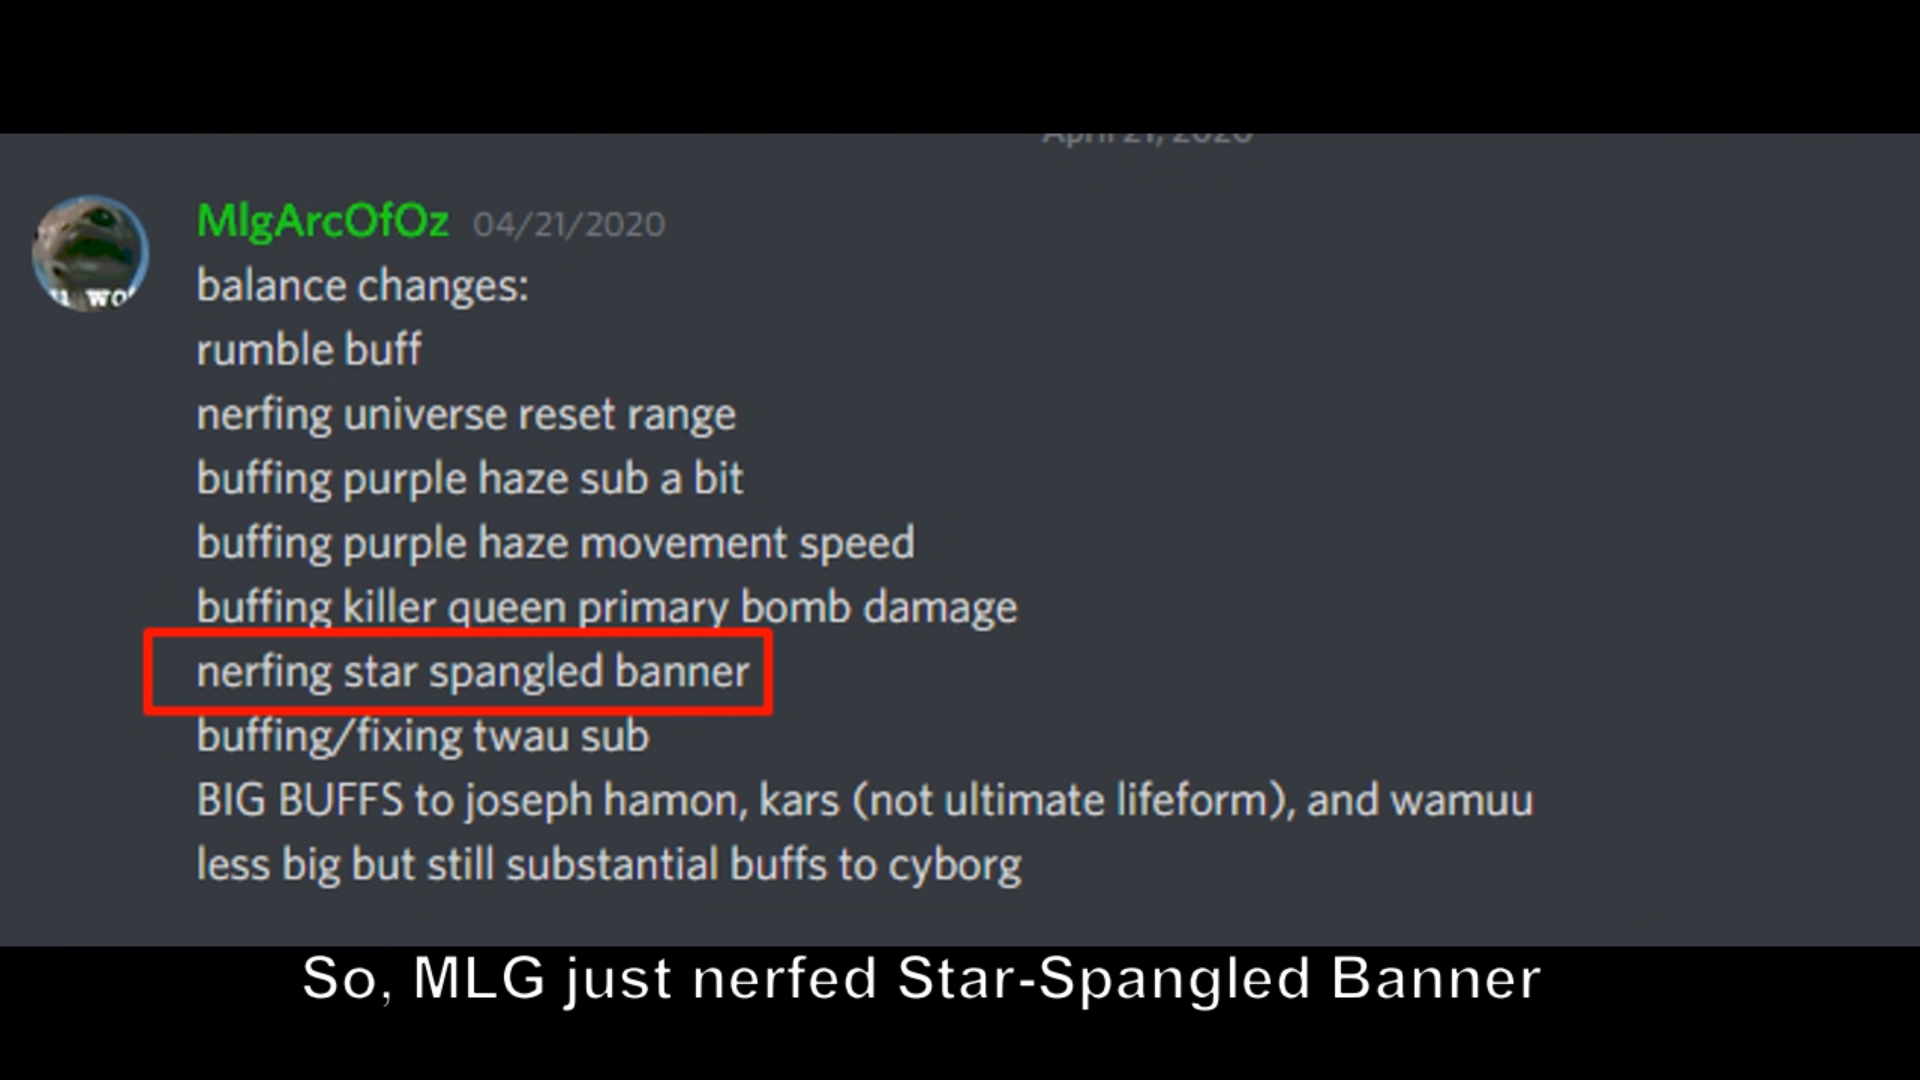 April 21, 2020
MlgArcOfOz 04/21/2020
balance changes:
rumble buff
nerfing universe reset range
buffing purple haze sub a bit
buffing purple haze movement speed
buffing killer queen primary bomb damage
nerfing star spangled banner
buffing/fixing twau sub
BIG BUFFS to joseph hamon, kars (not ultimate lifeform), and wamuu
less big but still substantial buffs to cyborg
So, MLG just nerfed Star-Spangled Banner